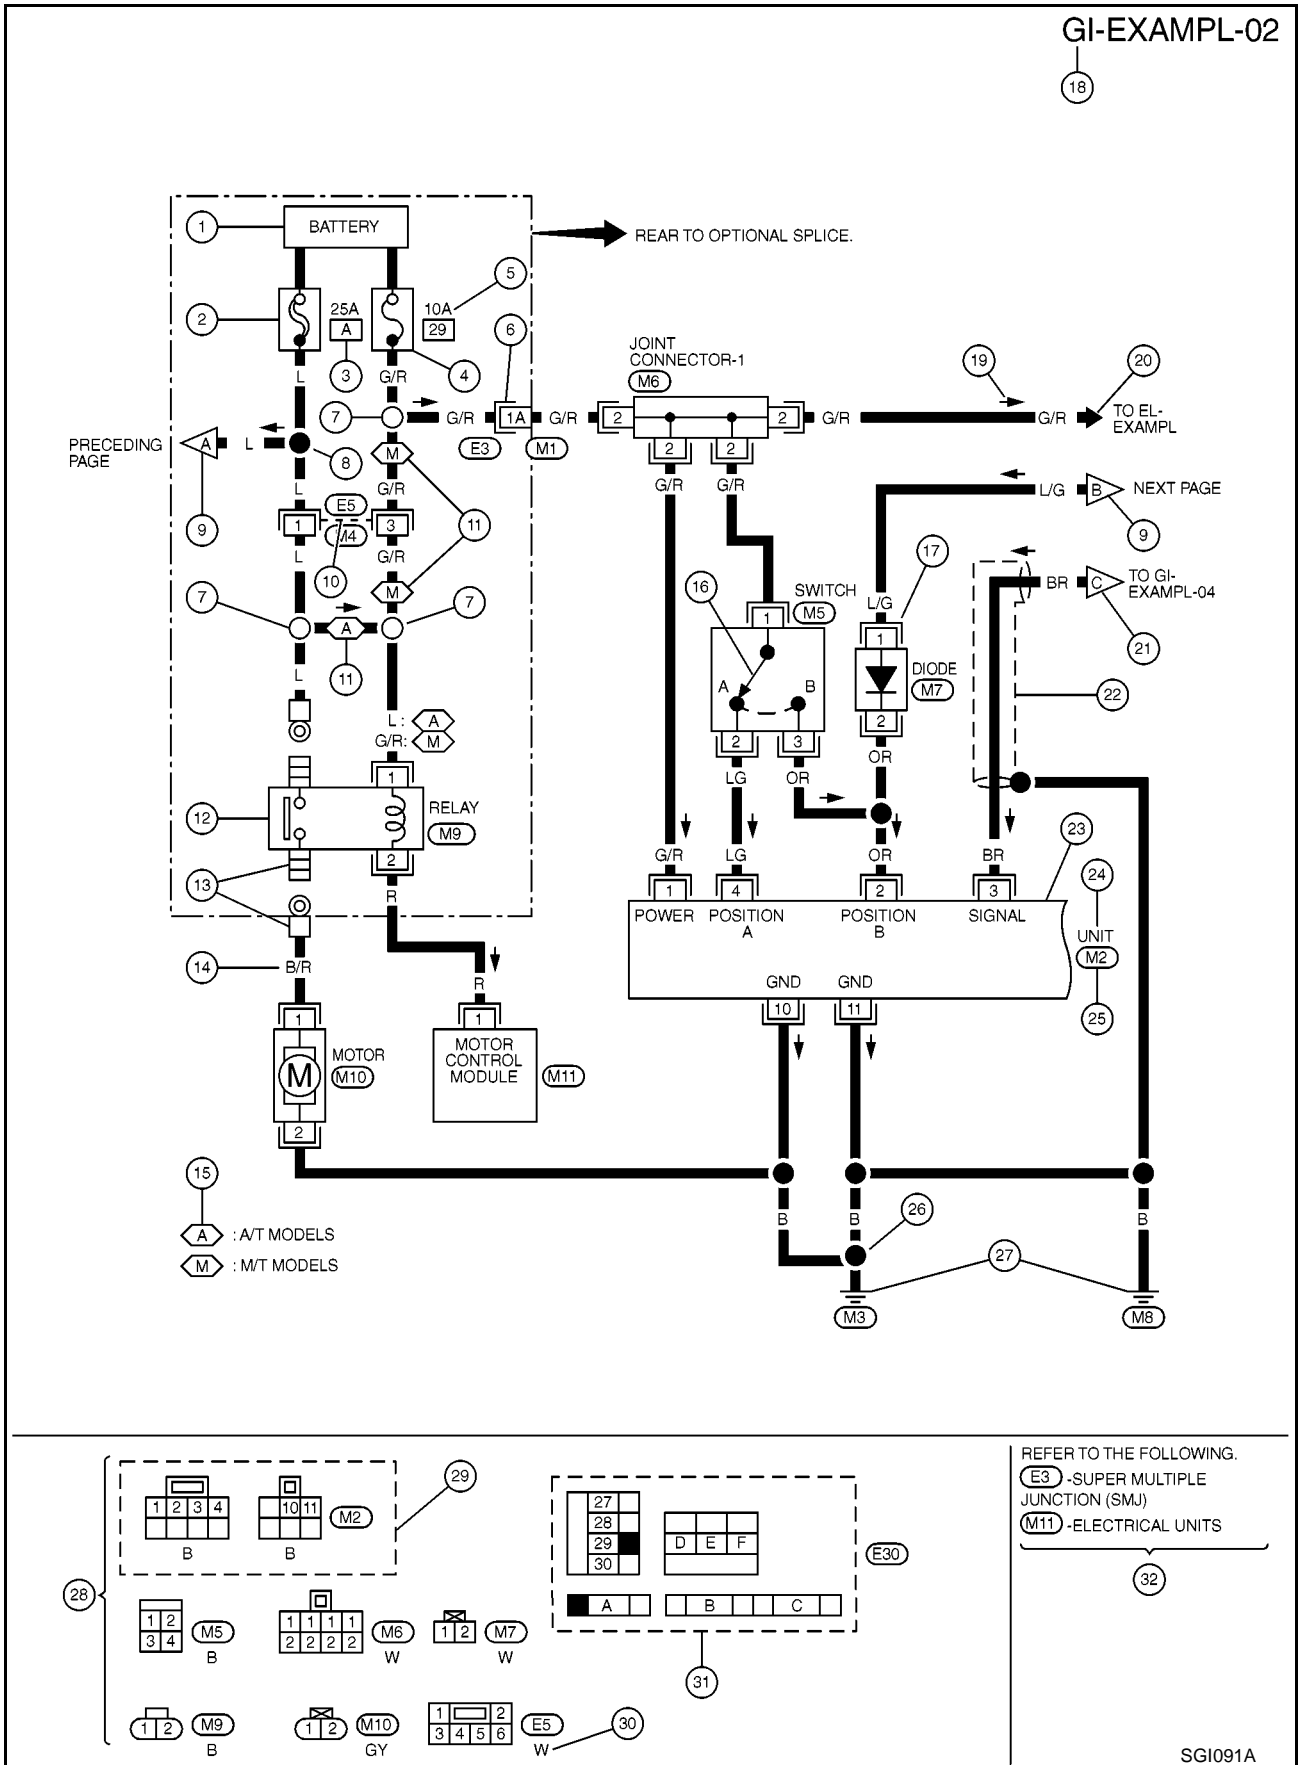 GI-EXAMPL-02
18
1
BATTERY
REAR TO OPTIONAL SPLICE.
5
2
25A
A
10A
29
6
3
4
L
G/R
JOINT
CONNECTOR-1
M6
19
20
7
G/R
1A
G/R
2
2
G/R
G/R
TO EL-
EXAMPL
E3
M1
PRECEDING
PAGE
A
L
8
M
2
2
L
G/R
G/R
G/R
L/G
B
NEXT PAGE
9
1
E5
M4
3
11
9
L
G/R
17
10
BR
C
TO GI-
EXAMPL-04
M
16
SWITCH
M5
L/G
7
A
7
1
1
21
11
L
A
B
DIODE
M7
22
L :
A
G/R:
M
2
3
2
OR
1
LG
OR
12
RELAY
M9
23
2
G/R
LG
OR
BR
13
R
1
4
2
3
24
POWER
POSITION
A
POSITION
B
SIGNAL
UNIT
M2
14
B/R
R
GND
GND
10
11
25
1
1
MOTOR
M10
M
MOTOR
CONTROL
MODULE
M11
2
15
A
: A/T MODELS
M
: M/T MODELS
B
B
B
26
27
M3
M8
REFER TO THE FOLLOWING.
E3 -SUPER MULTIPLE
JUNCTION (SMJ)
M11 -ELECTRICAL UNITS
32
28
29
1 2 3 4
10 11
M2
B
B
27
28
29
30
D E F
E30
A
B
C
31
1 2
3 4
M5
B
1 1 1 1
2 2 2 2
M6
W
1 2
M7
W
1 2
M9
B
1 2
M10
GY
1 2
3 4 5 6
E5
W
30
SGI091A